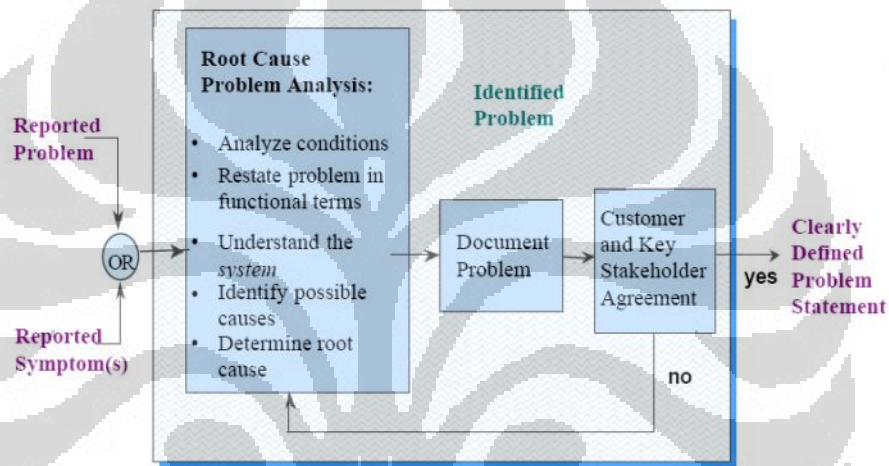 Root Cause
Problem Analysis:
Identified
Problem
Reported
Problem
• Analyze conditions
• Restate problem in
functional terms
• Understand the
system
• Identify possible
causes
• Determine root
cause
OR
Reported
Symptom(s)
Document
Problem
Customer
and Key
Stakeholder
Agreement
yes
no
Clearly
Defined
Problem
Statement